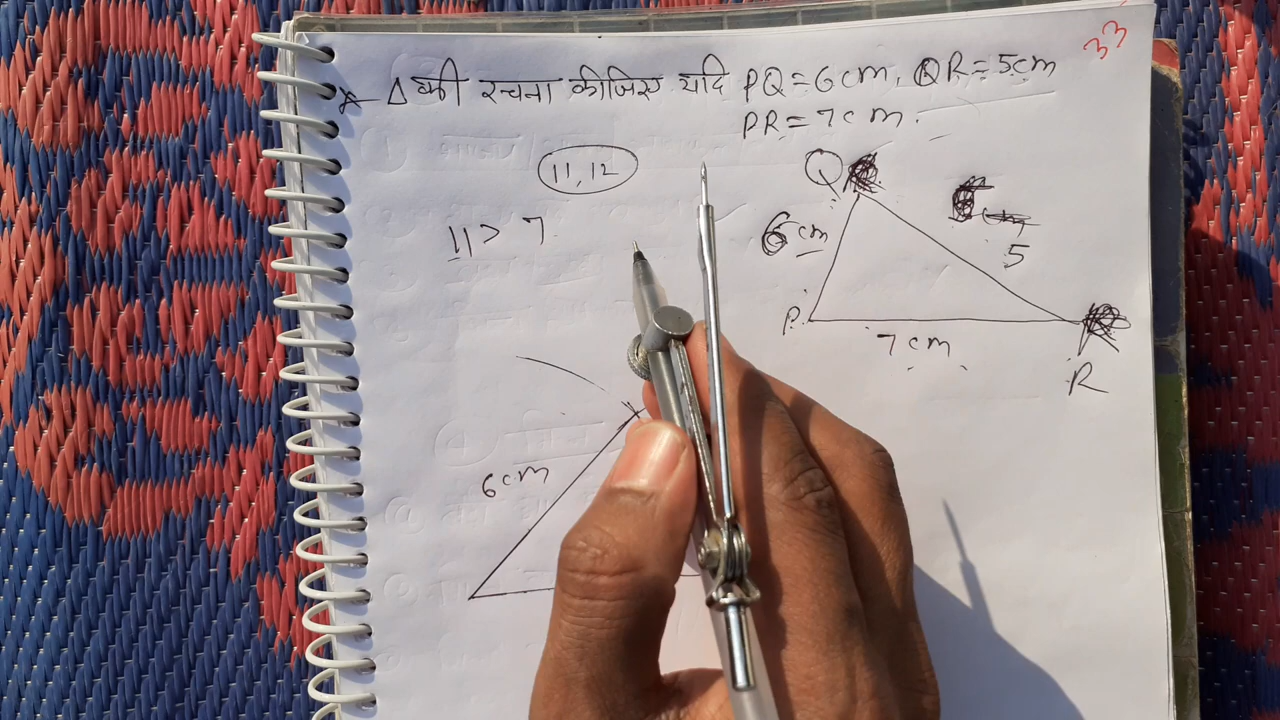 33
* Δ की रचना कीजिए यदि PQ = 6cm, QR = 5cm
PR = 7cm.
11, 12
11 > 7
Q
6cm
5
P
7cm
R
6cm